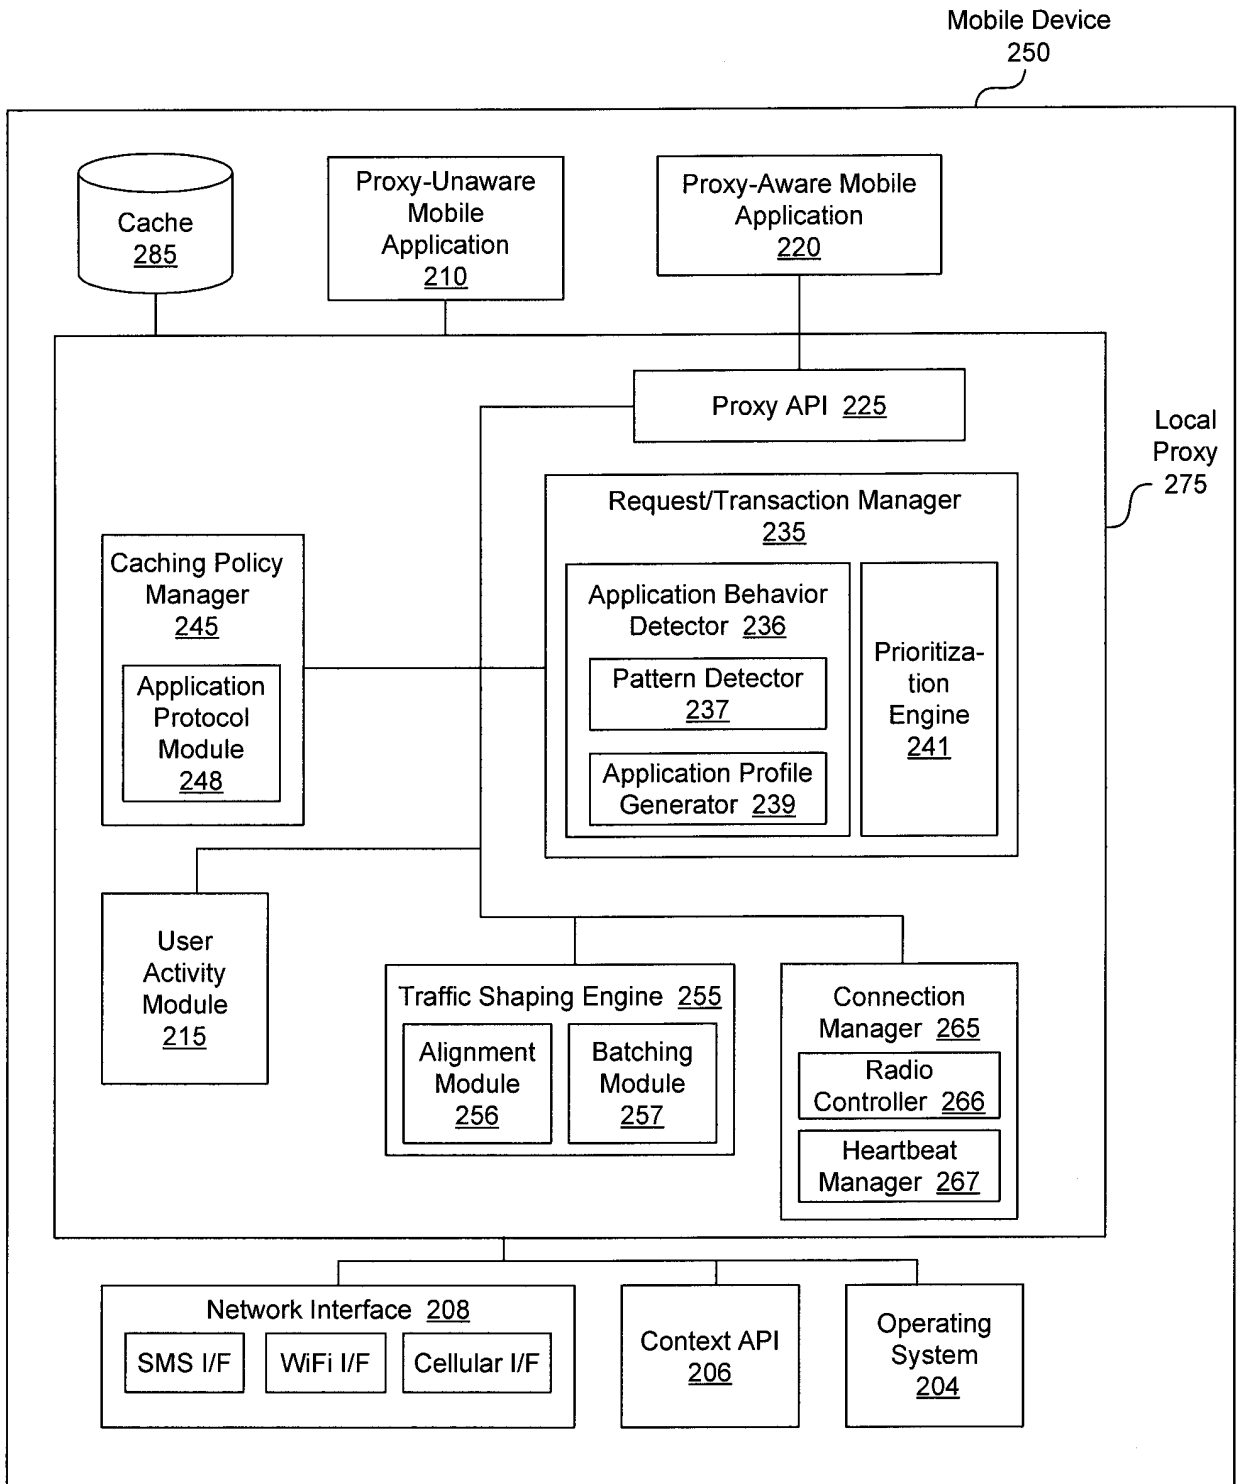 Mobile Device
250
Cache
285
Proxy-Unaware
Mobile
Application
210
Proxy-Aware Mobile
Application
220
Proxy API 225
Local
Proxy
275
Request/Transaction Manager
235
Caching Policy
Manager
245
Application
Protocol
Module
248
Application Behavior
Detector 236
Pattern Detector
237
Application Profile
Generator 239
Prioritiza-
tion
Engine
241
User
Activity
Module
215
Traffic Shaping Engine 255
Alignment
Module
256
Batching
Module
257
Connection
Manager 265
Radio
Controller 266
Heartbeat
Manager 267
Network Interface 208
SMS I/F
WiFi I/F
Cellular I/F
Context API
206
Operating
System
204